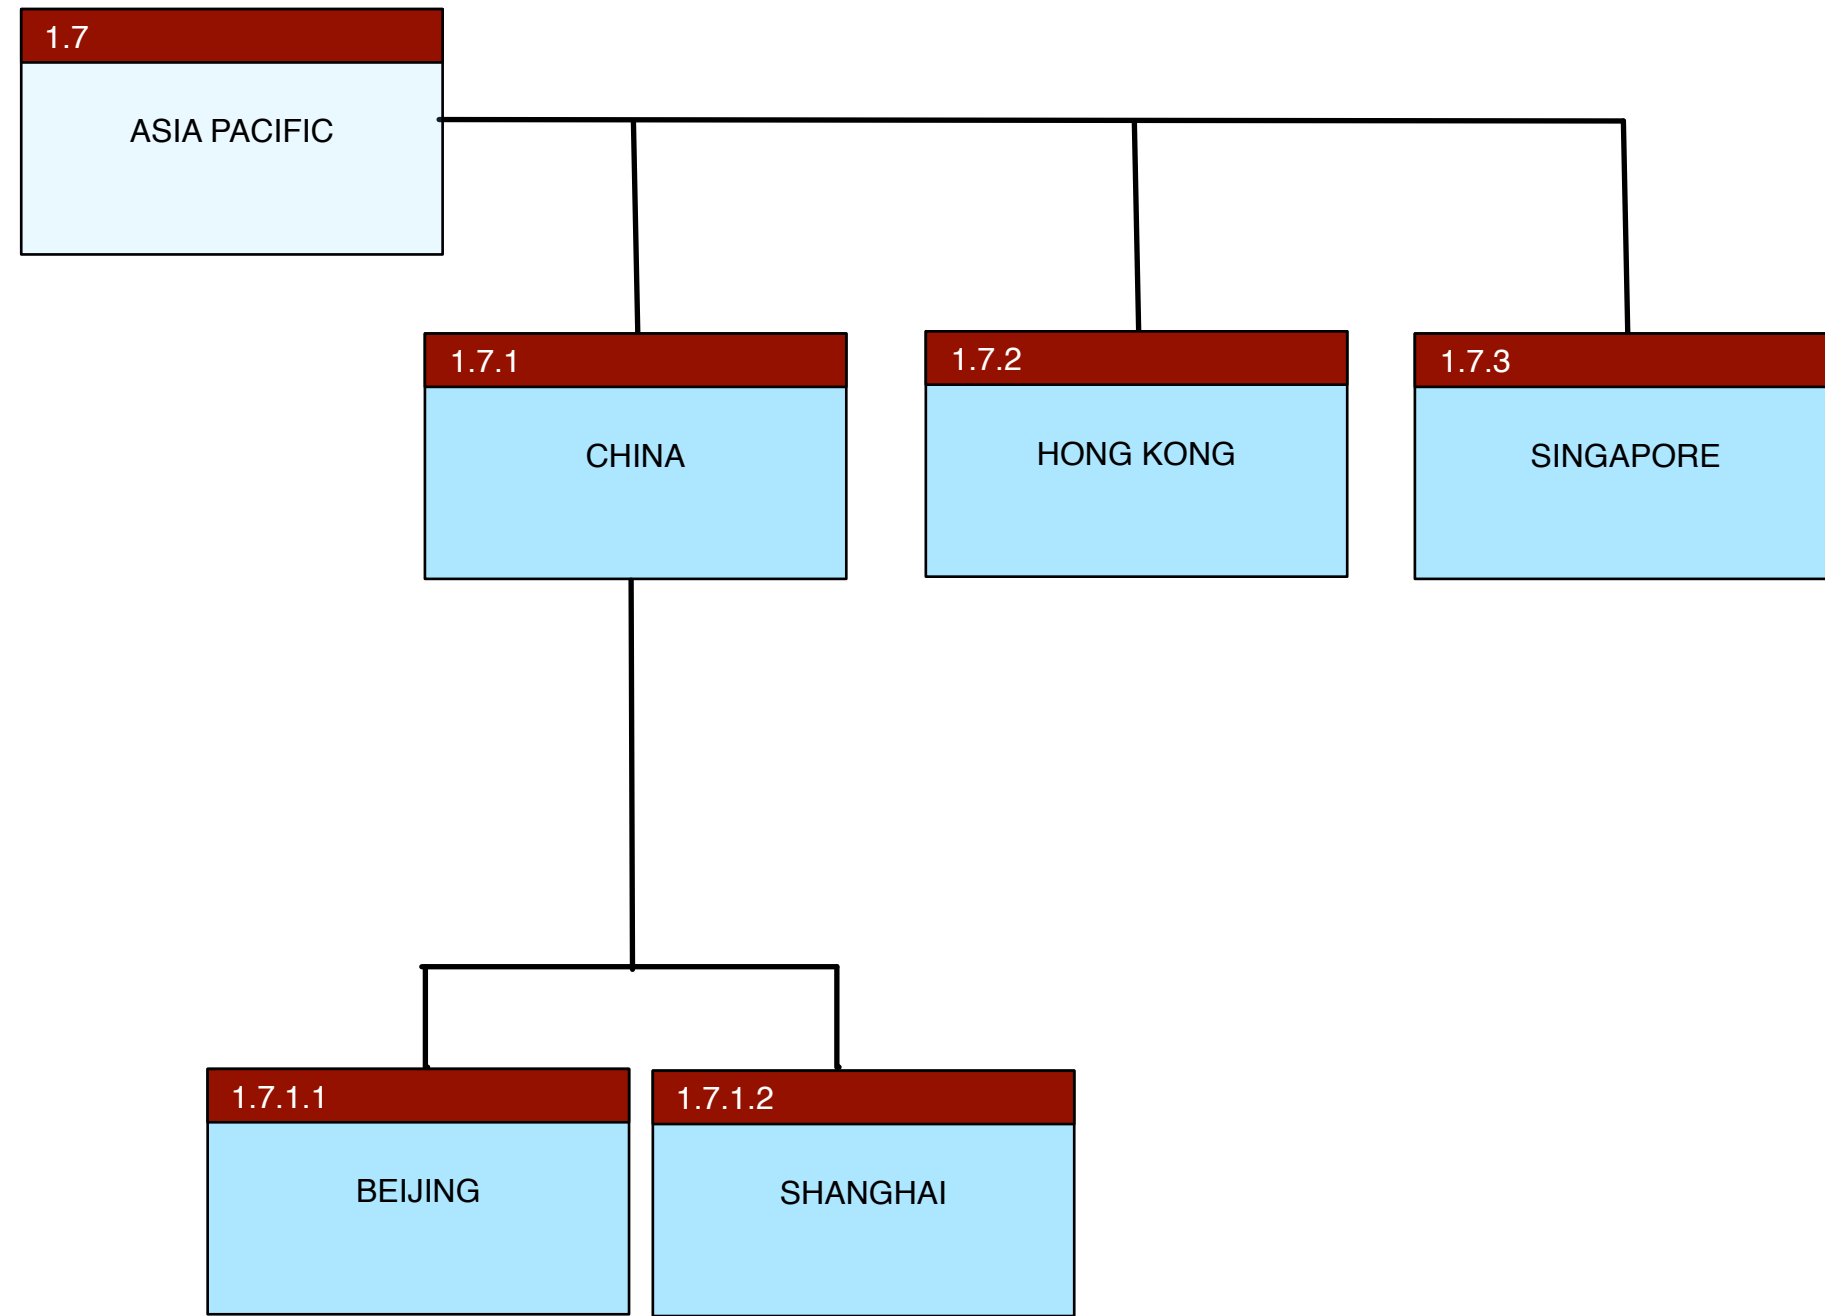 1.7
ASIA PACIFIC
1.7.1
CHINA
1.7.2
HONG KONG
1.7.3
SINGAPORE
1.7.1.1
BEIJING
1.7.1.2
SHANGHAI